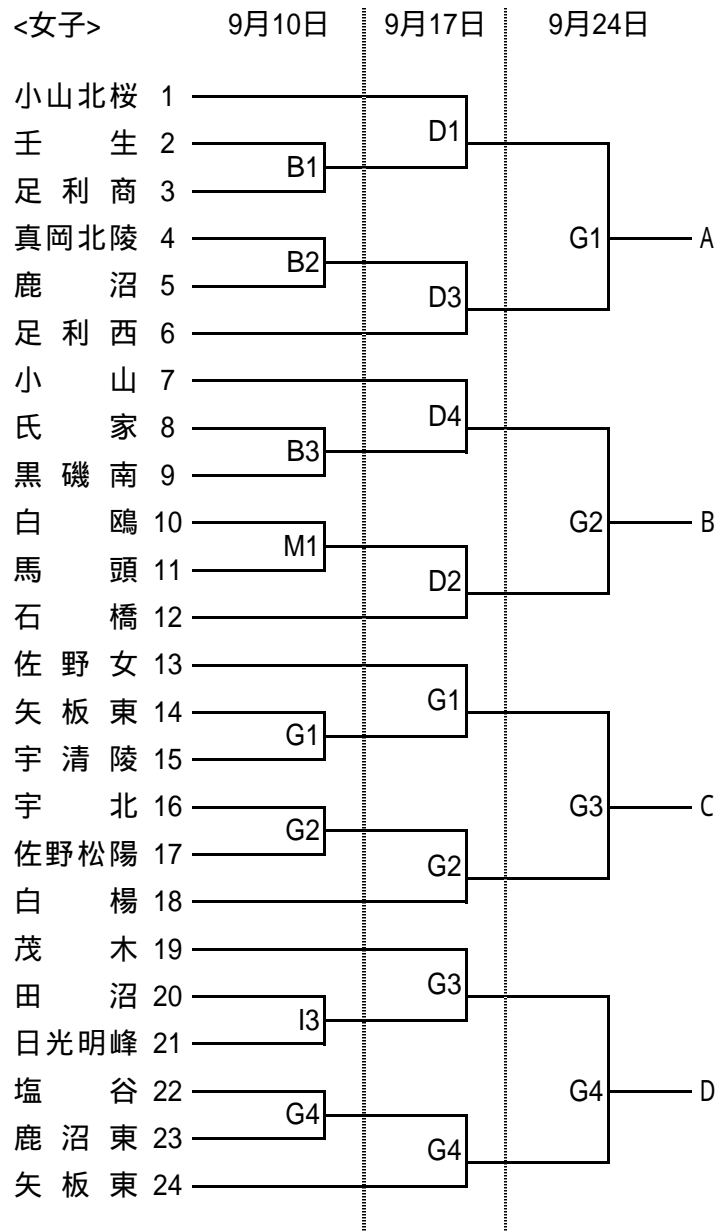 <女子> 9月10日 9月17日 9月24日
小山北桜 1
D1
壬生 2
B1
足利商 3
真岡北陵 4
G1 A
B2
鹿沼 5
D3
足利西 6
小山 7
D4
氏家 8
B3
黒磯南 9
白鴎 10
G2 B
M1
馬頭 11
D2
石橋 12
佐野女 13
G1
矢板東 14
G1
宇清陵 15
宇北 16
G3 C
G2
佐野松陽 17
G2
白楊 18
茂木 19
G3
田沼 20
I3
日光明峰 21
塩谷 22
G4 D
G4
鹿沼東 23
G4
矢板東 24